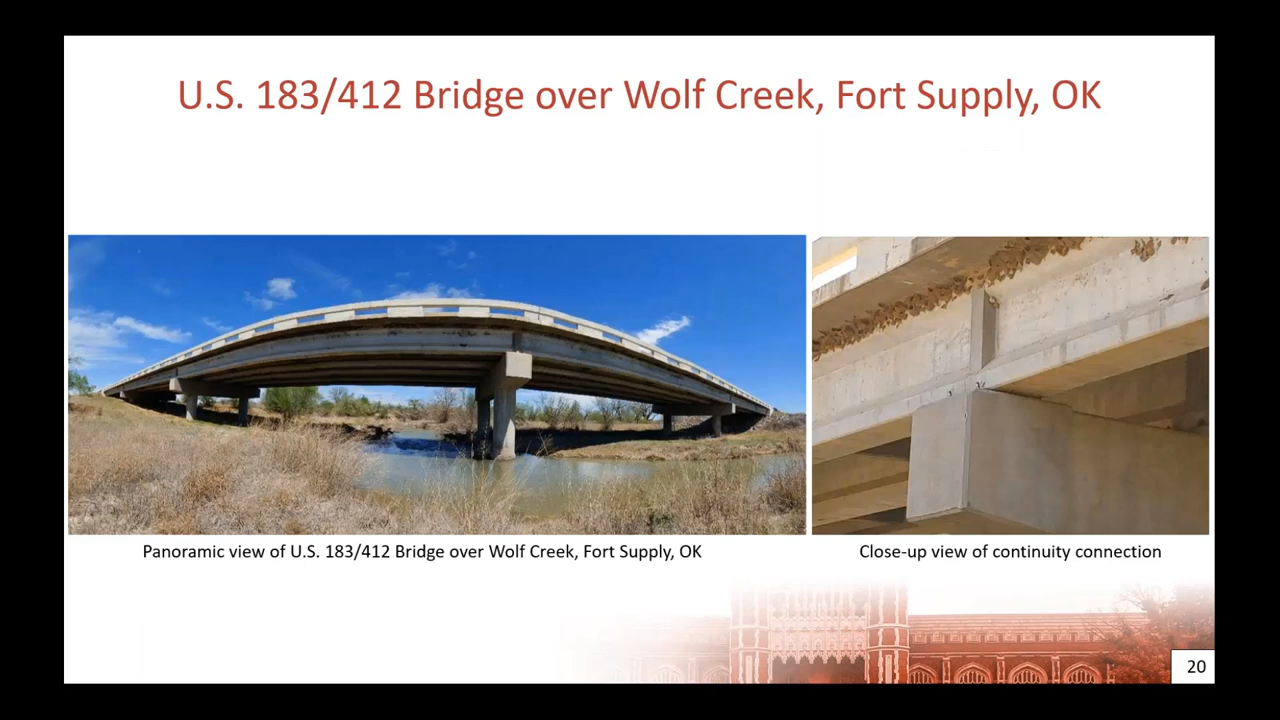 U.S. 183/412 Bridge over Wolf Creek, Fort Supply, OK
Panoramic view of U.S. 183/412 Bridge over Wolf Creek, Fort Supply, OK
Close-up view of continuity connection
20